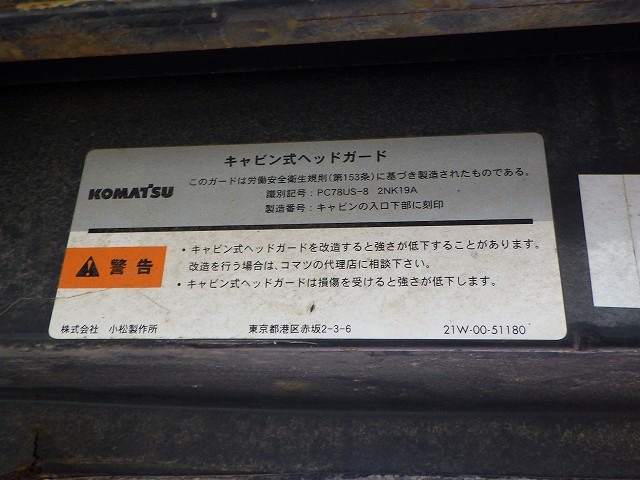 キャビン式ヘッドガード
このガードは労働安全衛生規則(第153条)に基づき製造されたものである。
KOMATSU
識別記号：PC78US-8 2NK19A
製造番号：キャビンの入口下部に刻印
・キャビン式ヘッドガードを改造すると強さが低下することがあります。
警告
改造を行う場合は、コマツの代理店に相談下さい。
・キャビン式ヘッドガードは損傷を受けると強さが低下します。
株式会社 小松製作所 東京都港区赤坂2-3-6 21W-00-51180